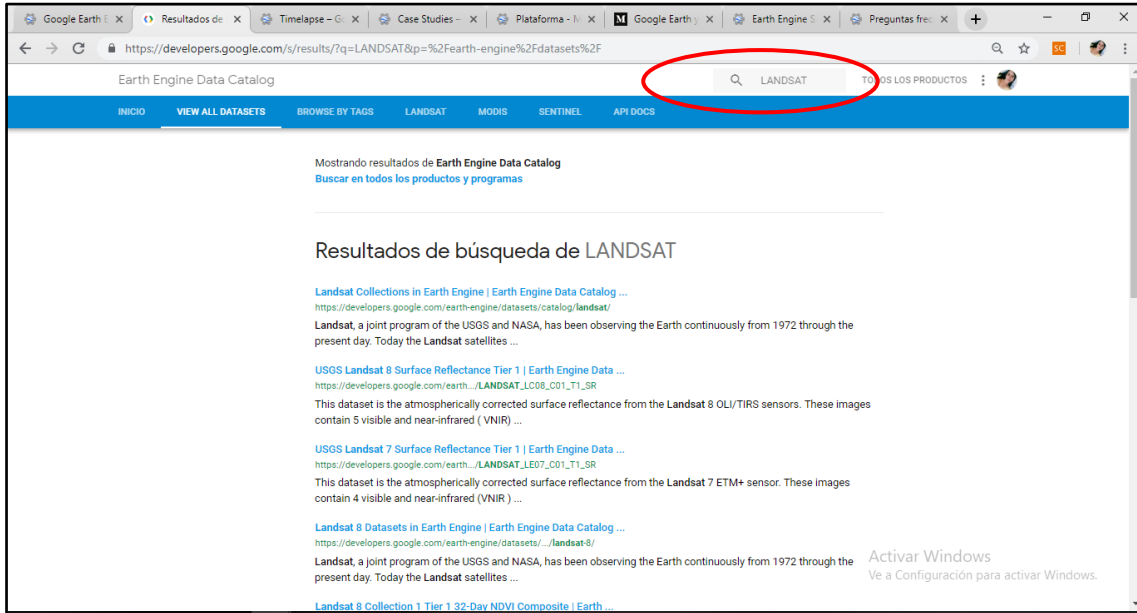 Google Earth E
Resultados de
Timelapse – Go
Case Studies –
Plataforma - N
Google Earth y
Earth Engine S
Preguntas frec
https://developers.google.com/s/results/?q=LANDSAT&p=%2Fearth-engine%2Fdatasets%2F
SC
Earth Engine Data Catalog
LANDSAT
TODOS LOS PRODUCTOS
INICIO VIEW ALL DATASETS BROWSE BY TAGS LANDSAT MODIS SENTINEL API DOCS
Mostrando resultados de Earth Engine Data Catalog
Buscar en todos los productos y programas
Resultados de búsqueda de LANDSAT
Landsat Collections in Earth Engine | Earth Engine Data Catalog ...
https://developers.google.com/earth-engine/datasets/catalog/landsat/
Landsat, a joint program of the USGS and NASA, has been observing the Earth continuously from 1972 through the
present day. Today the Landsat satellites ...
USGS Landsat 8 Surface Reflectance Tier 1 | Earth Engine Data ...
https://developers.google.com/earth.../LANDSAT_LC08_C01_T1_SR
This dataset is the atmospherically corrected surface reflectance from the Landsat 8 OLI/TIRS sensors. These images
contain 5 visible and near-infrared ( VNIR) ...
USGS Landsat 7 Surface Reflectance Tier 1 | Earth Engine Data ...
https://developers.google.com/earth.../LANDSAT_LE07_C01_T1_SR
This dataset is the atmospherically corrected surface reflectance from the Landsat 7 ETM+ sensor. These images
contain 4 visible and near-infrared (VNIR ) ...
Landsat 8 Datasets in Earth Engine | Earth Engine Data Catalog ...
https://developers.google.com/earth-engine/datasets/.../landsat-8/
Landsat, a joint program of the USGS and NASA, has been observing the Earth continuously from 1972 through the
present day. Today the Landsat satellites ...
Landsat 8 Collection 1 Tier 1 32-Day NDVI Composite | Earth ...
Activar Windows
Ve a Configuración para activar Windows.